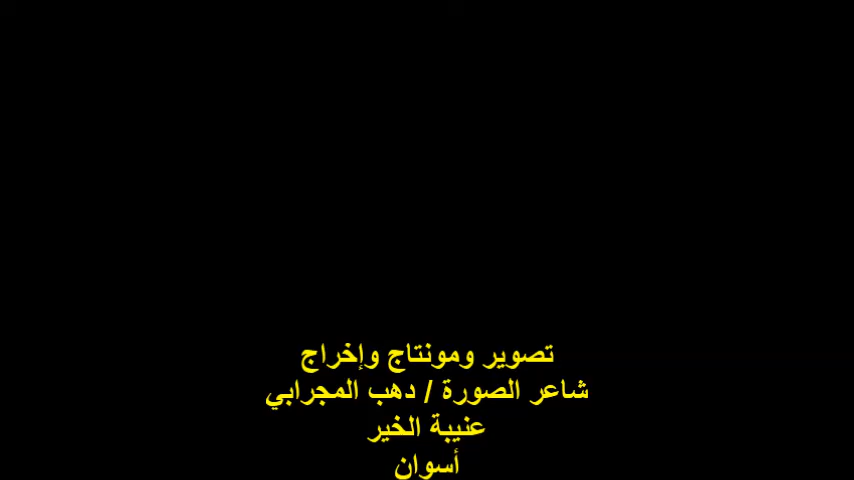 تصوير ومونتاج وإخراج
شاعر الصورة / دهب المجرابي
عنيبة الخير
أسوان